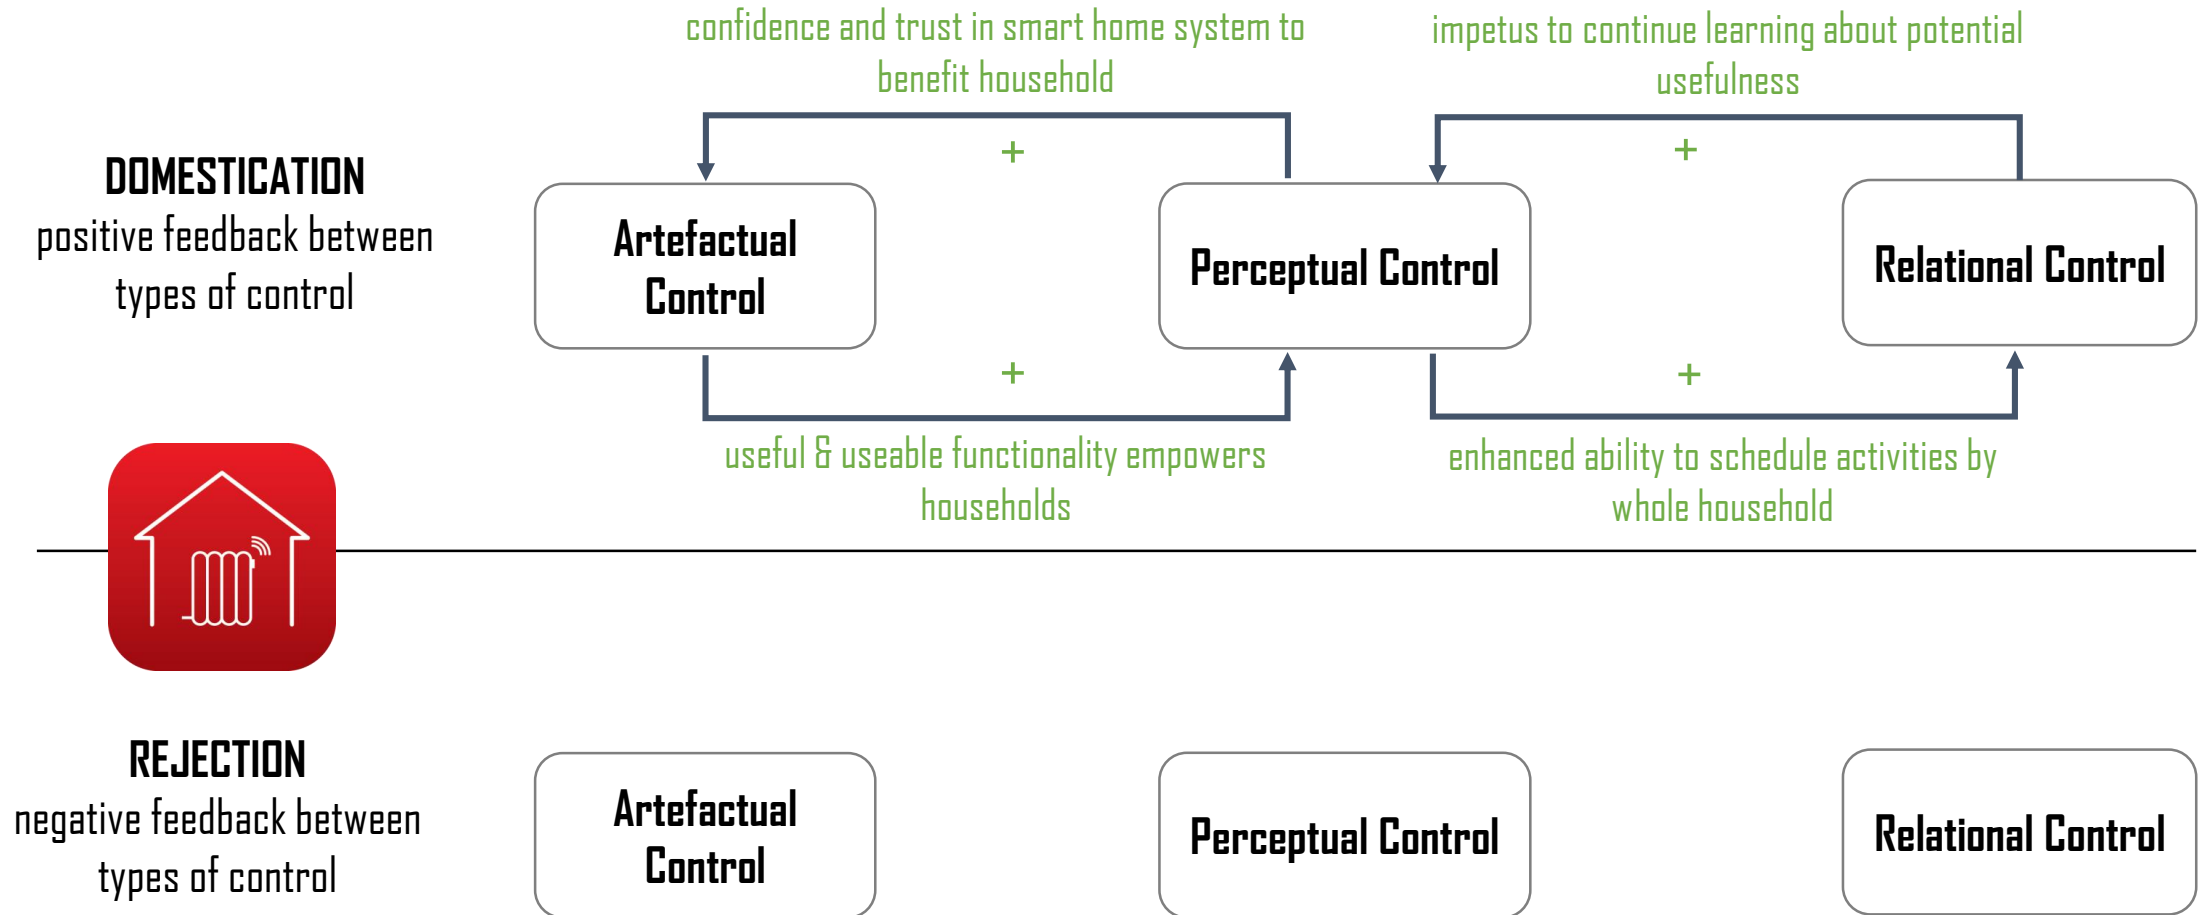 confidence and trust in smart home system to
benefit household
impetus to continue learning about potential
usefulness
DOMESTICATION
positive feedback between
types of control
+
+
Artefactual
Control
Perceptual Control
Relational Control
+
+
useful & useable functionality empowers
households
enhanced ability to schedule activities by
whole household
REJECTION
negative feedback between
types of control
Artefactual
Control
Perceptual Control
Relational Control